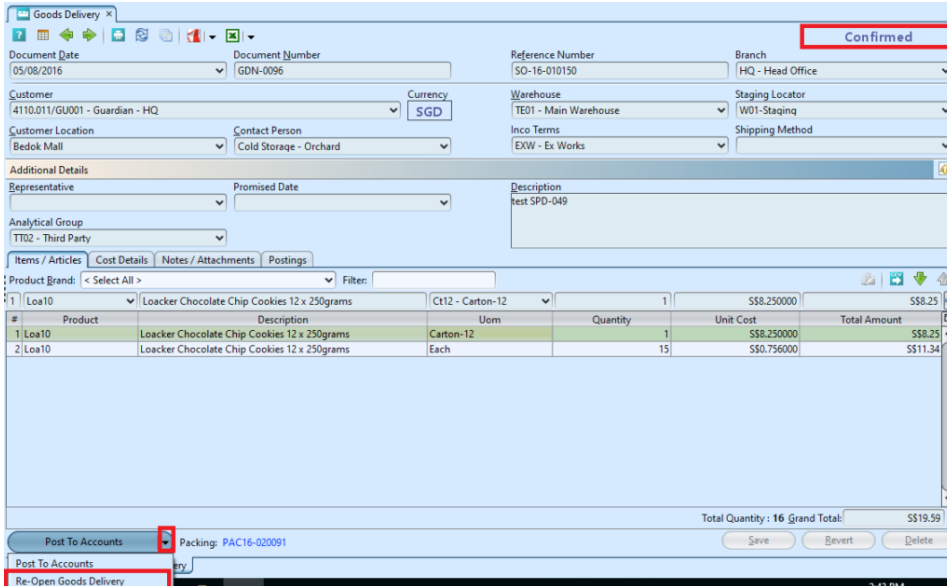 Goods Delivery ×
Confirmed
Document Date Document Number Reference Number Branch
05/08/2016 GDN-0096 SO-16-010150 HQ - Head Office
Customer Currency Warehouse Staging Locator
4110.011/GU001 - Guardian - HQ SGD TE01 - Main Warehouse W01-Staging
Customer Location Contact Person Inco Terms Shipping Method
Bedok Mall Cold Storage - Orchard EXW - Ex Works
Additional Details
Representative Promised Date Description
test SPD-049
Analytical Group
TT02 - Third Party
Items / Articles Cost Details Notes / Attachments Postings
Product Brand: < Select All > Filter:
1 Loa10 Loacker Chocolate Chip Cookies 12 x 250grams Ct12 - Carton-12 1 S$8.250000 S$8.25
# Product Description Uom Quantity Unit Cost Total Amount
1 Loa10 Loacker Chocolate Chip Cookies 12 x 250grams Carton-12 1 S$8.250000 S$8.25
2 Loa10 Loacker Chocolate Chip Cookies 12 x 250grams Each 15 S$0.756000 S$11.34
Total Quantity : 16 Grand Total: S$19.59
Post To Accounts Packing: PAC16-020091 Save Revert Delete
Post To Accounts ery
Re-Open Goods Delivery